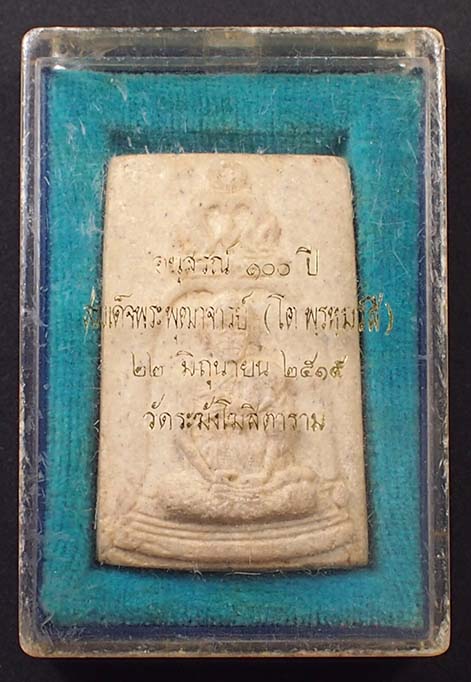 อนุสรณ์ ๑๐๐ ปี
สมเด็จพระพุฒาจารย์ (โต พฺรหฺมรํสี)
๒๒ มิถุนายน ๒๕๑๕
วัดระฆังโฆสิตาราม